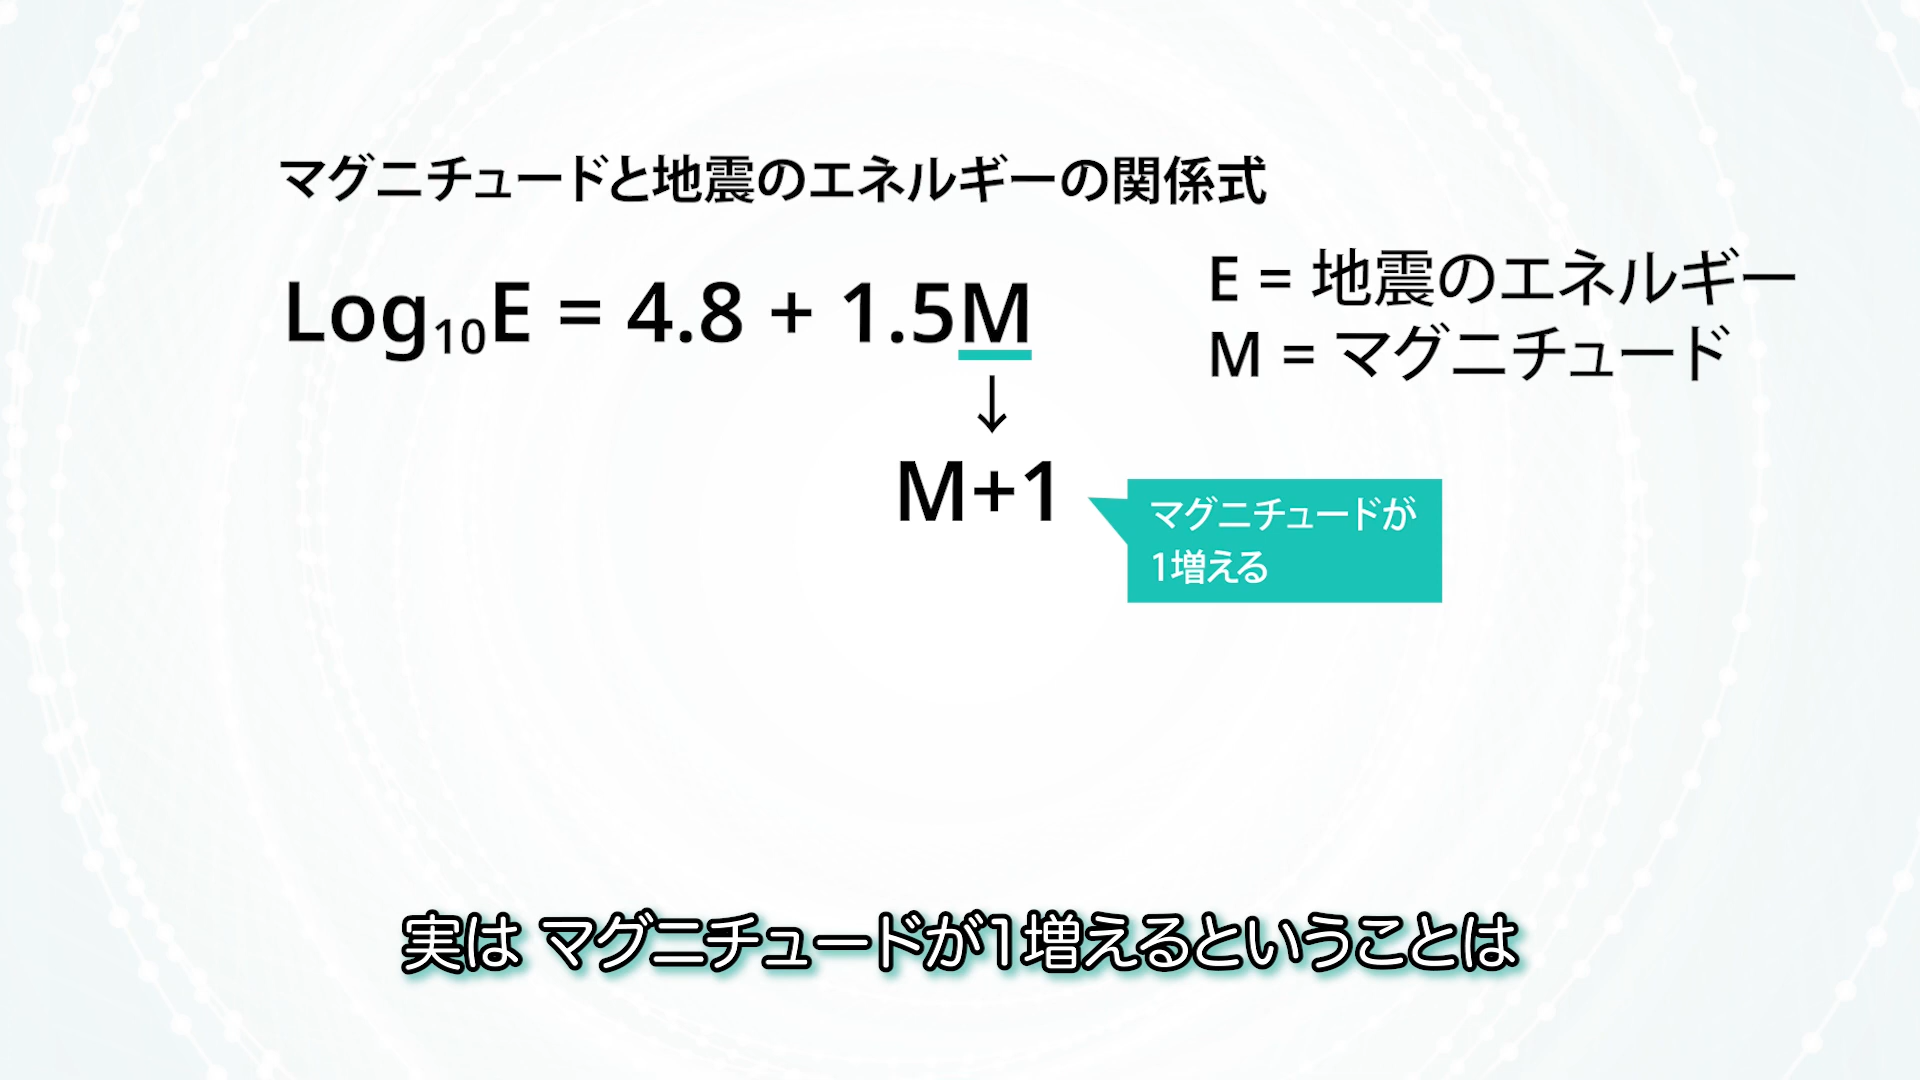 マグニチュードと地震のエネルギーの関係式
Log₁₀E = 4.8 + 1.5M
E = 地震のエネルギー
M = マグニチュード
↓
M+1
マグニチュードが
1増える
実は マグニチュードが1増えるということは